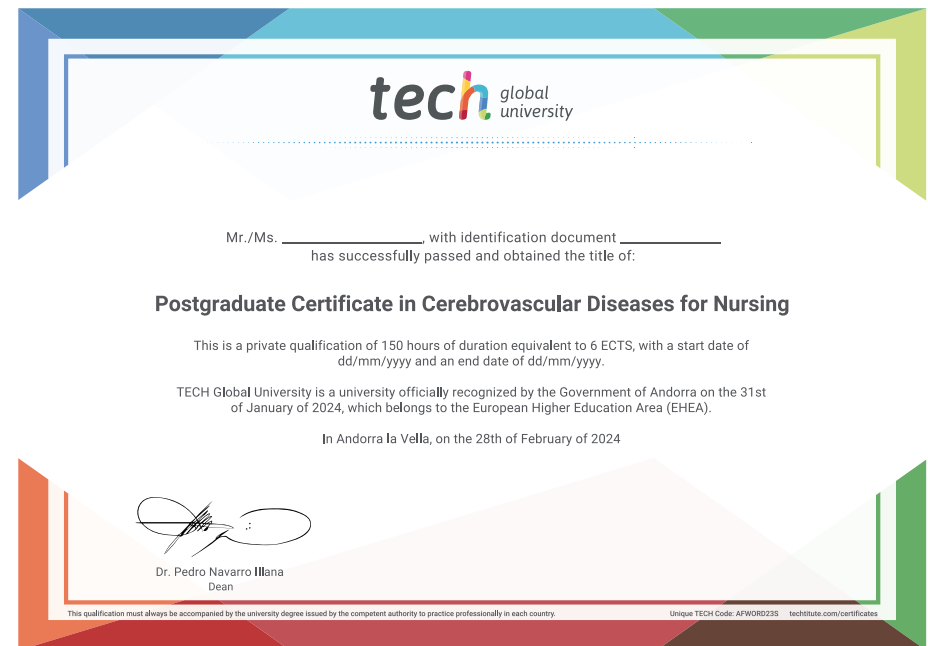 tech global
university
Mr./Ms. ____________, with identification document ____________
has successfully passed and obtained the title of:
Postgraduate Certificate in Cerebrovascular Diseases for Nursing
This is a private qualification of 150 hours of duration equivalent to 6 ECTS, with a start date of
dd/mm/yyyy and an end date of dd/mm/yyyy.
TECH Global University is a university officially recognized by the Government of Andorra on the 31st
of January of 2024, which belongs to the European Higher Education Area (EHEA).
In Andorra la Vella, on the 28th of February of 2024
Dr. Pedro Navarro Illana
Dean
This qualification must always be accompanied by the university degree issued by the competent authority to practice professionally in each country. Unique TECH Code: AFWORD23S techtitute.com/certificates